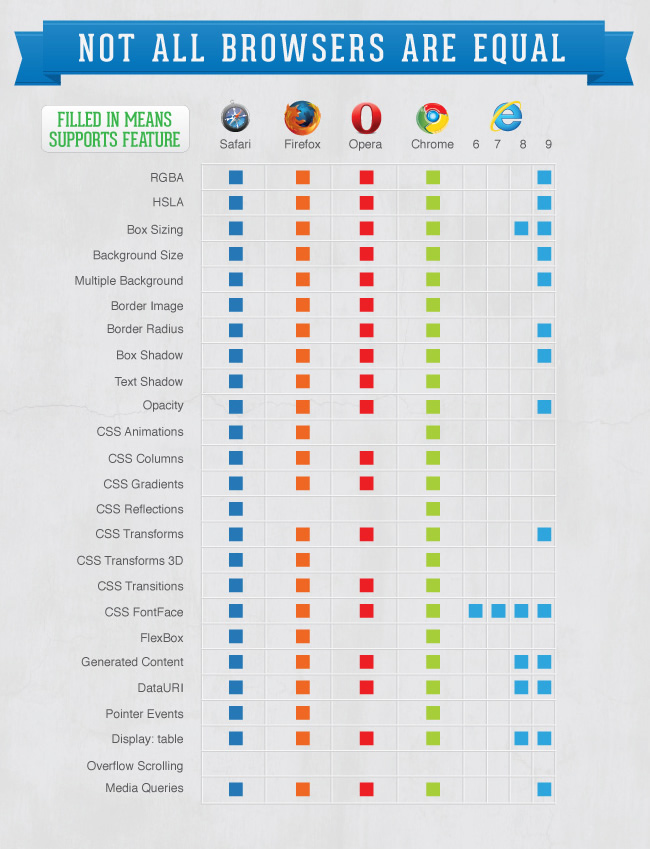 NOT ALL BROWSERS ARE EQUAL
FILLED IN MEANS
SUPPORTS FEATURE
Safari Firefox Opera Chrome 6 7 8 9
RGBA
HSLA
Box Sizing
Background Size
Multiple Background
Border Image
Border Radius
Box Shadow
Text Shadow
Opacity
CSS Animations
CSS Columns
CSS Gradients
CSS Reflections
CSS Transforms
CSS Transforms 3D
CSS Transitions
CSS FontFace
FlexBox
Generated Content
DataURI
Pointer Events
Display: table
Overflow Scrolling
Media Queries